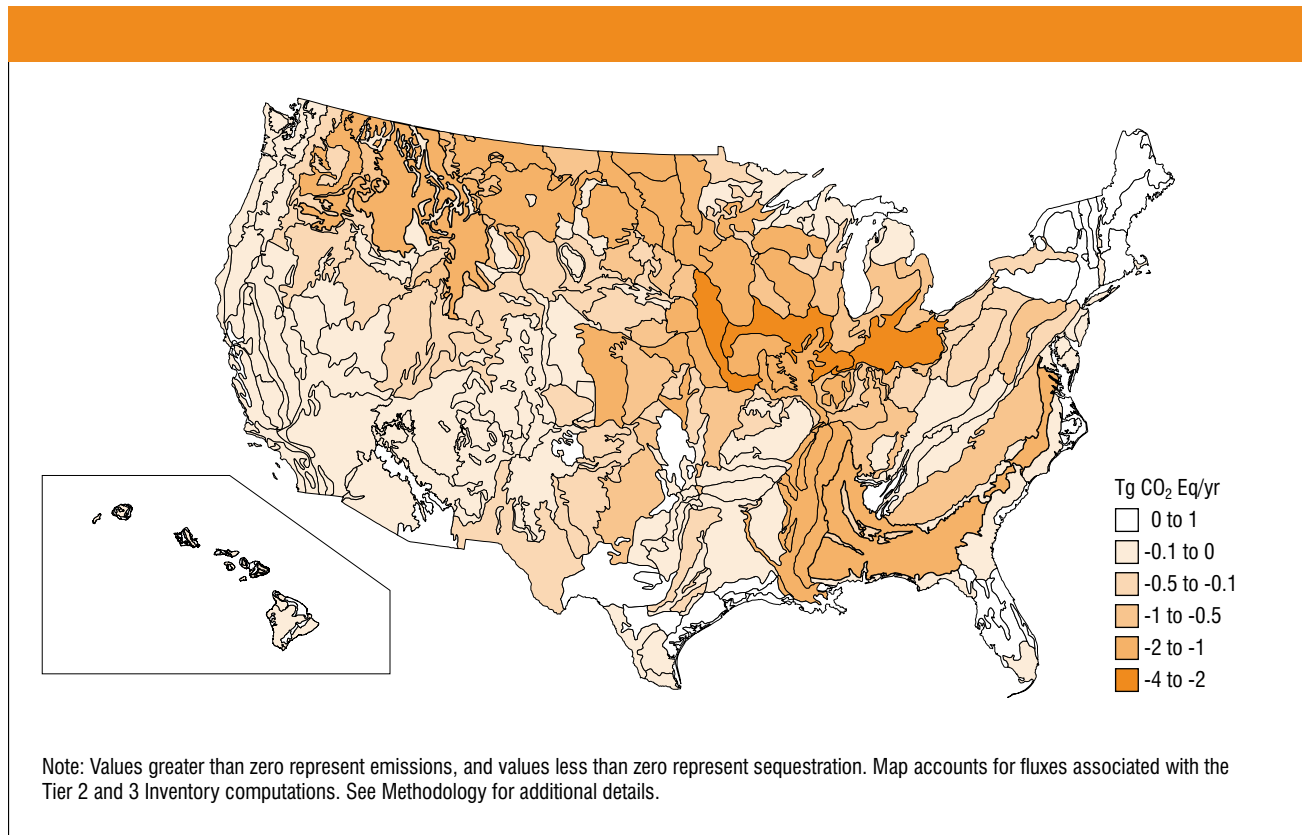 Tg CO₂ Eq/yr
0 to 1
-0.1 to 0
-0.5 to -0.1
-1 to -0.5
-2 to -1
-4 to -2
Note: Values greater than zero represent emissions, and values less than zero represent sequestration. Map accounts for fluxes associated with the
Tier 2 and 3 Inventory computations. See Methodology for additional details.